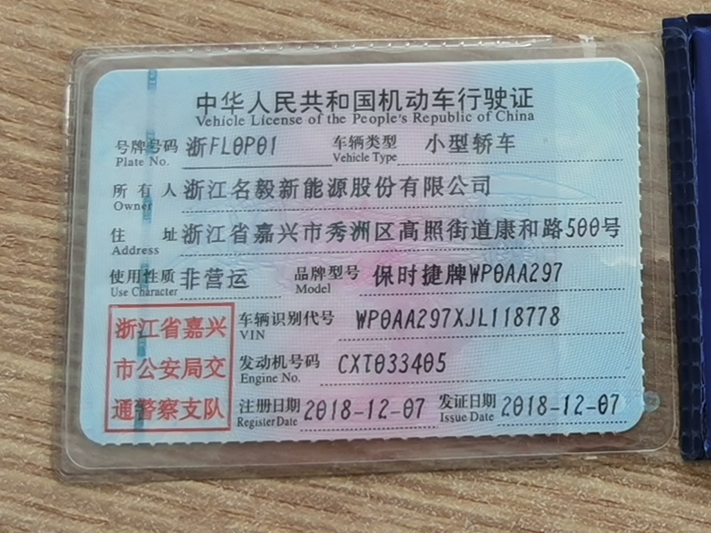 中华人民共和国机动车行驶证
Vehicle License of the People's Republic of China
号牌号码 浙FL0P01 车辆类型 小型轿车
Plate No. Vehicle Type
所有人 浙江名毅新能源股份有限公司
Owner
住址 浙江省嘉兴市秀洲区高照街道康和路500号
Address
使用性质 非营运 品牌型号 保时捷牌WP0AA297
Use Character Model
浙江省嘉兴
市公安局交
通警察支队
车辆识别代号 WP0AA297XJL118778
VIN
发动机号码 CXT033405
Engine No.
注册日期 2018-12-07 发证日期 2018-12-07
Register Date Issue Date